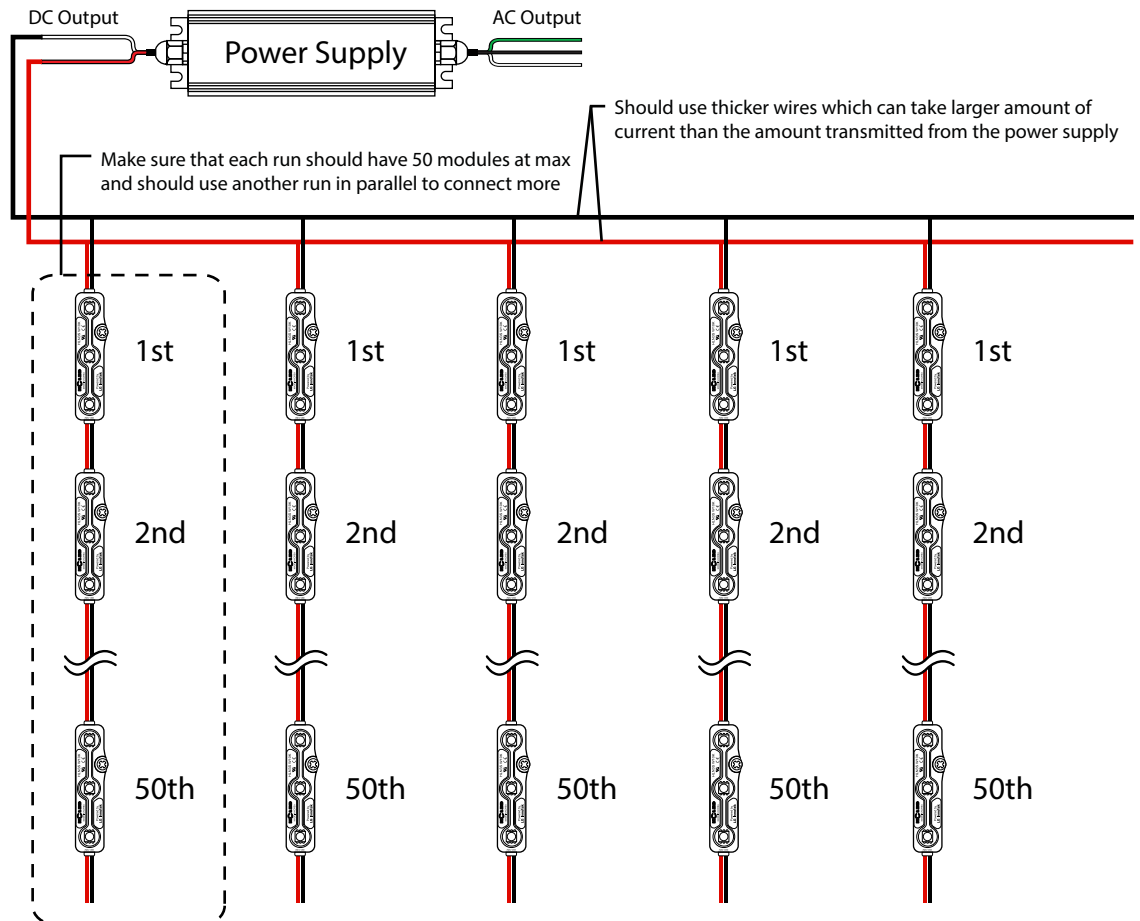 DC Output
AC Output
Power Supply
Should use thicker wires which can take larger amount of
current than the amount transmitted from the power supply
Make sure that each run should have 50 modules at max
and should use another run in parallel to connect more
1st
1st
1st
1st
1st
2nd
2nd
2nd
2nd
2nd
50th
50th
50th
50th
50th